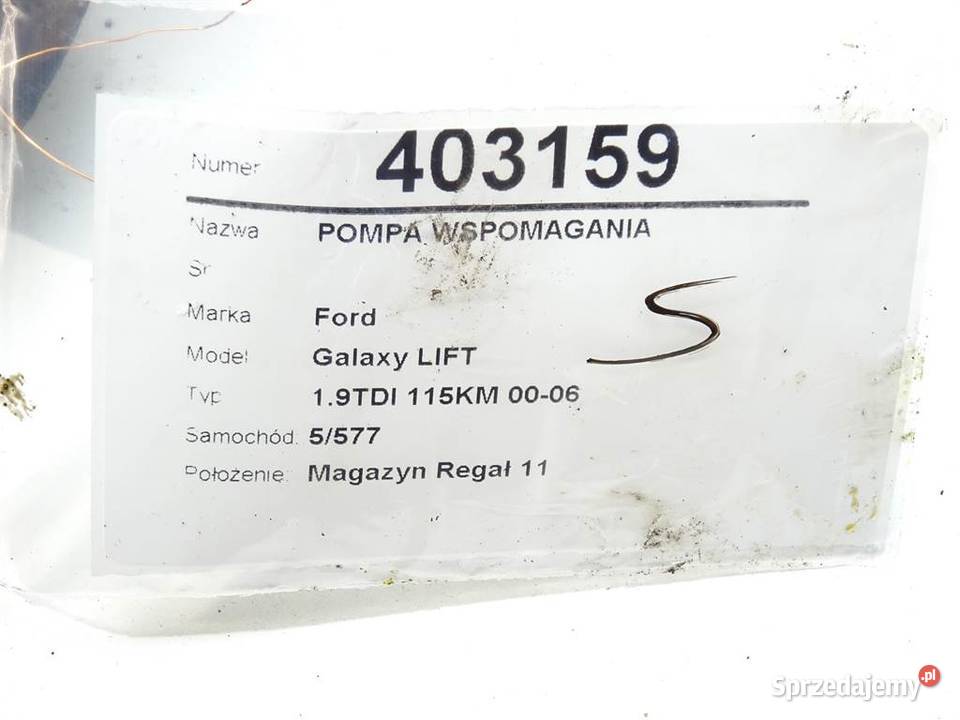 Numer 403159
Nazwa POMPA WSPOMAGANIA
Sr
Marka Ford
Model Galaxy LIFT
Typ 1.9TDI 115KM 00-06
Samochód: 5/577
Położenie: Magazyn Regał 11
S
Sprzedajemy.pl